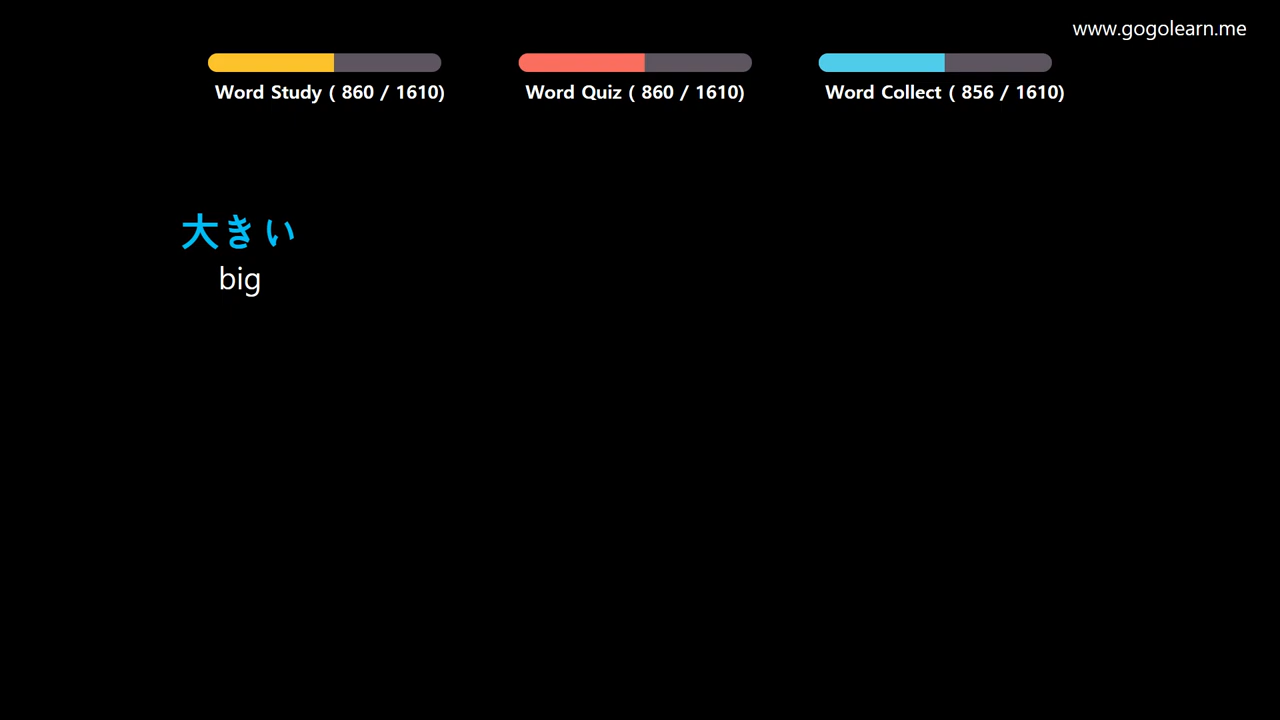 www.gogolearn.me
Word Study ( 860 / 1610)
Word Quiz ( 860 / 1610)
Word Collect ( 856 / 1610)
大きい
big